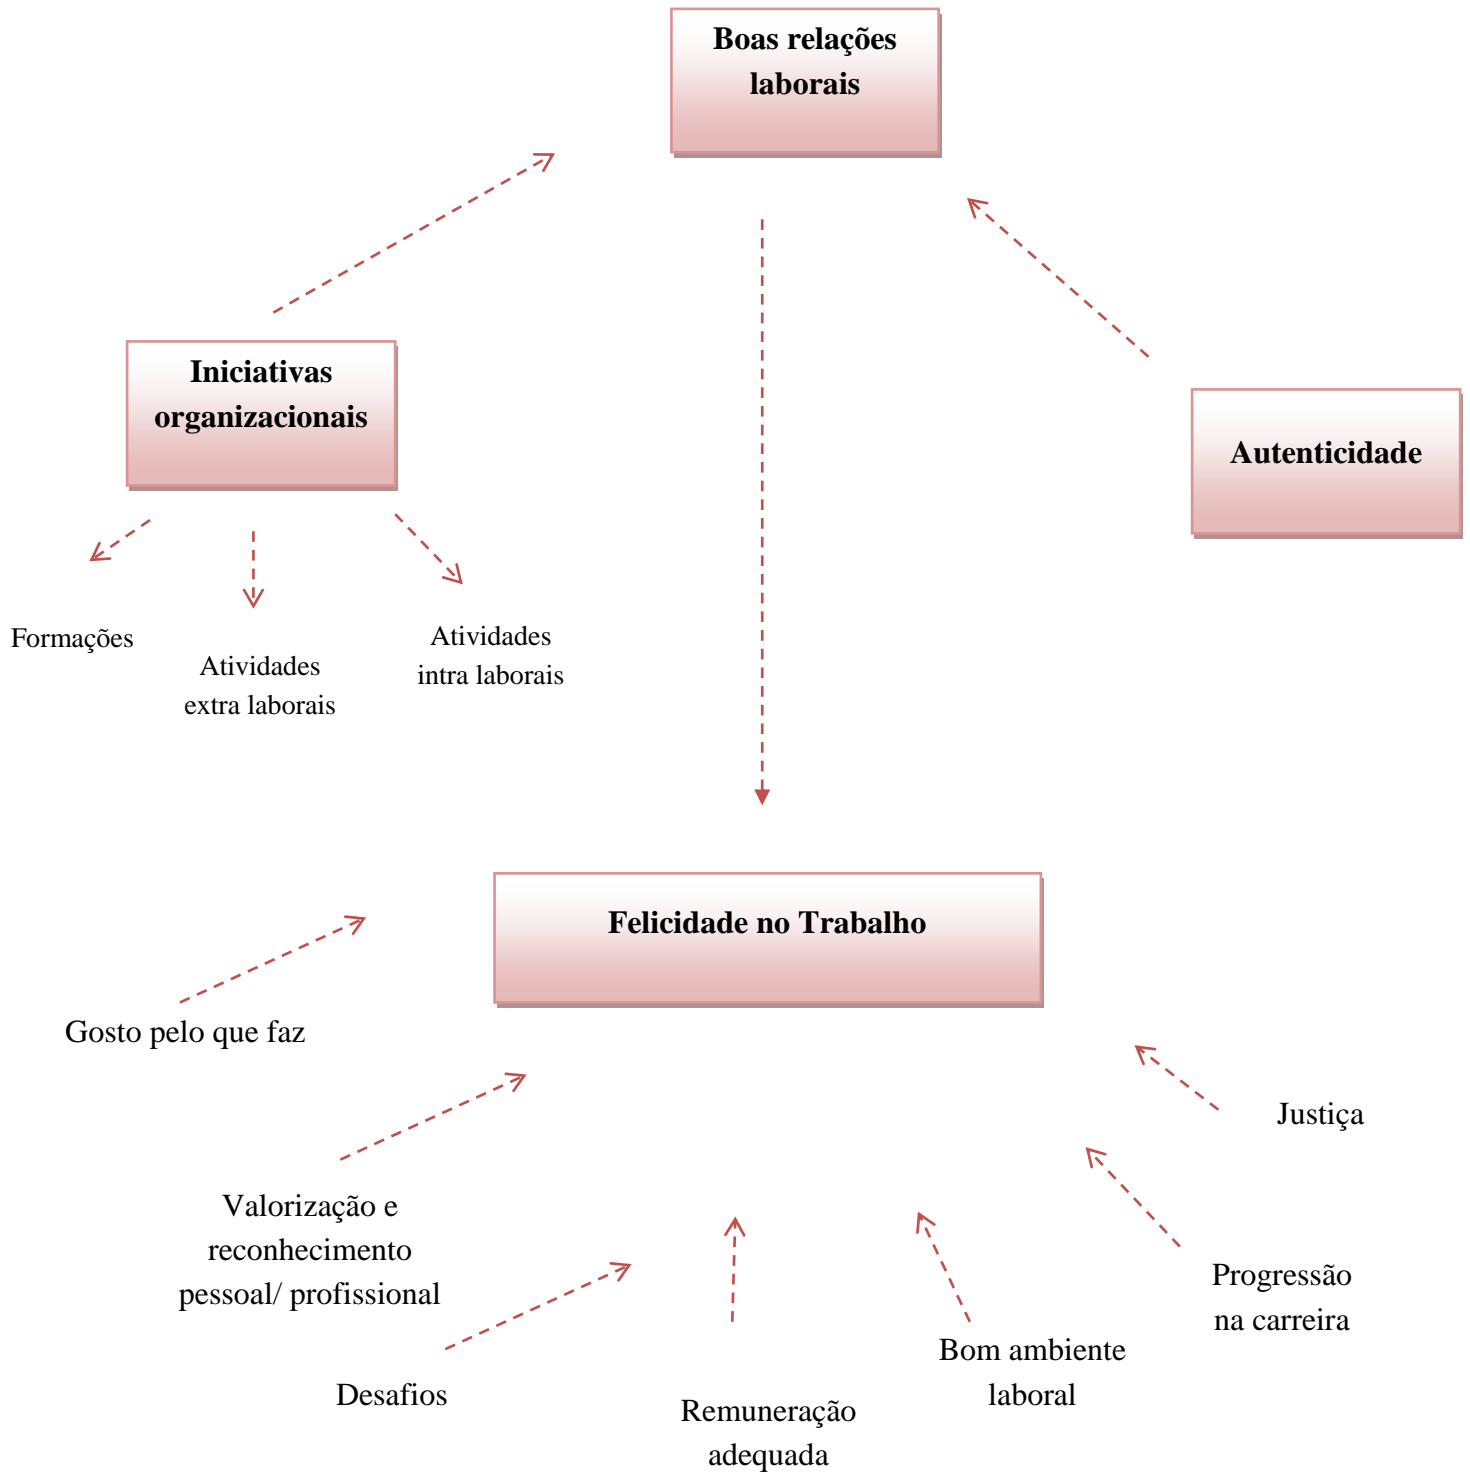 Boas relações
laborais
Iniciativas
organizacionais
Autenticidade
Formações
Atividades
extra laborais
Atividades
intra laborais
Felicidade no Trabalho
Gosto pelo que faz
Justiça
Valorização e
reconhecimento
pessoal/ profissional
Progressão
na carreira
Desafios
Bom ambiente
laboral
Remuneração
adequada